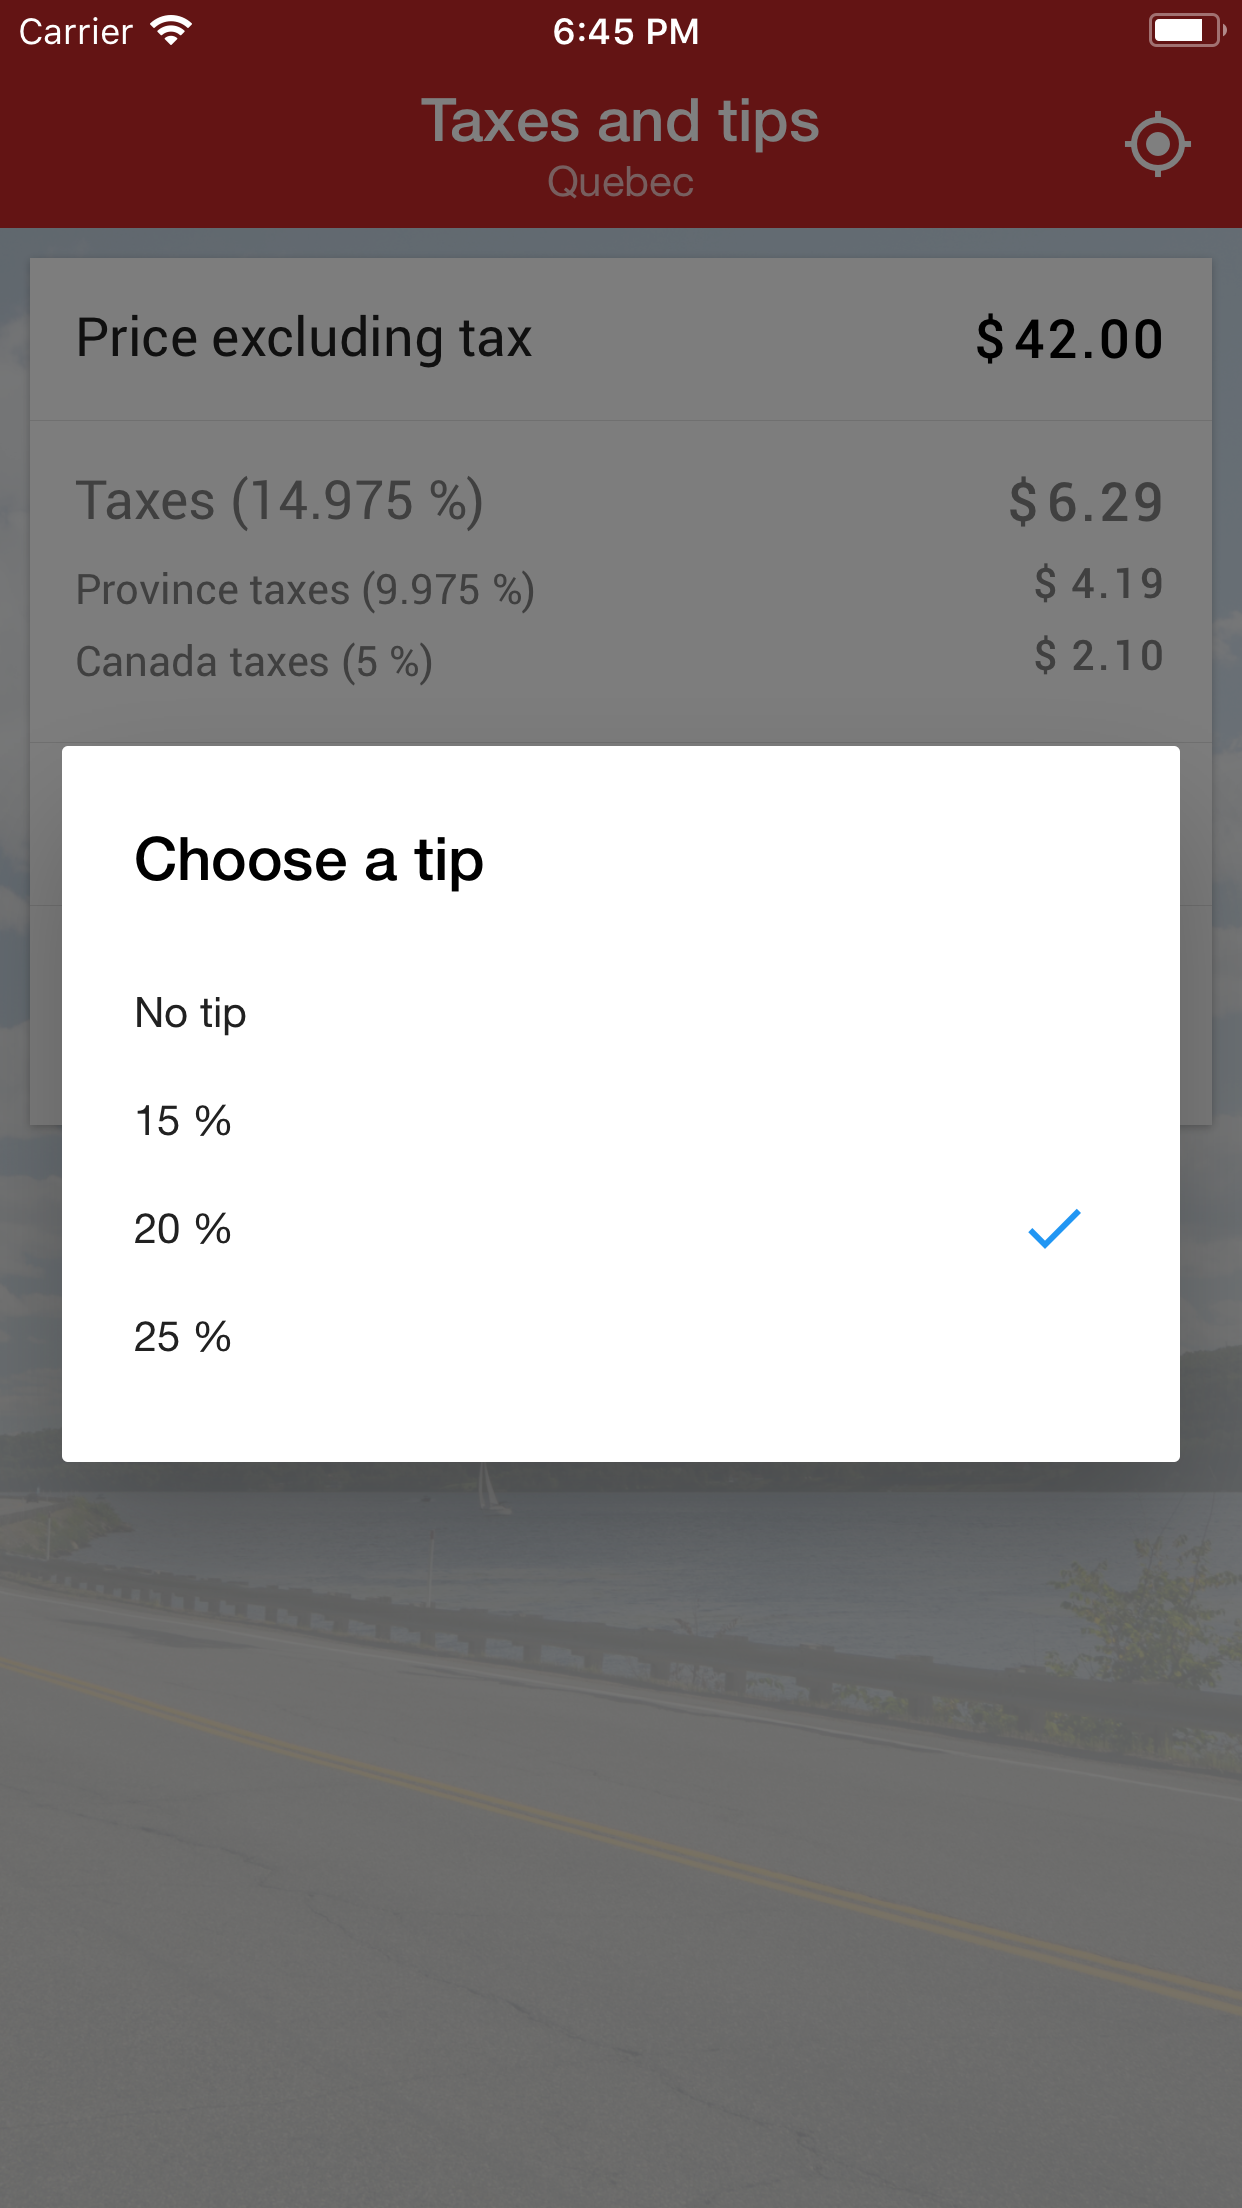 Carrier 6:45 PM
Taxes and tips
Quebec
Price excluding tax $ 42.00
Taxes (14.975 %) $ 6.29
Province taxes (9.975 %) $ 4.19
Canada taxes (5 %) $ 2.10
Choose a tip
No tip
15 %
20 %
25 %